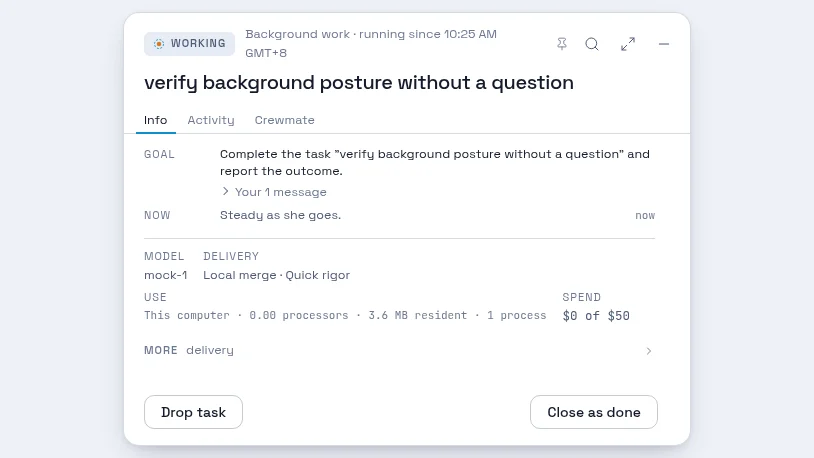 WORKING
Background work · running since 10:25 AM
GMT+8
verify background posture without a question
Info Activity Crewmate
GOAL Complete the task "verify background posture without a question" and
report the outcome.
Your 1 message
NOW Steady as she goes. now
MODEL DELIVERY
mock-1 Local merge · Quick rigor
USE SPEND
This computer · 0.00 processors · 3.6 MB resident · 1 process $0 of $50
MORE delivery
Drop task Close as done